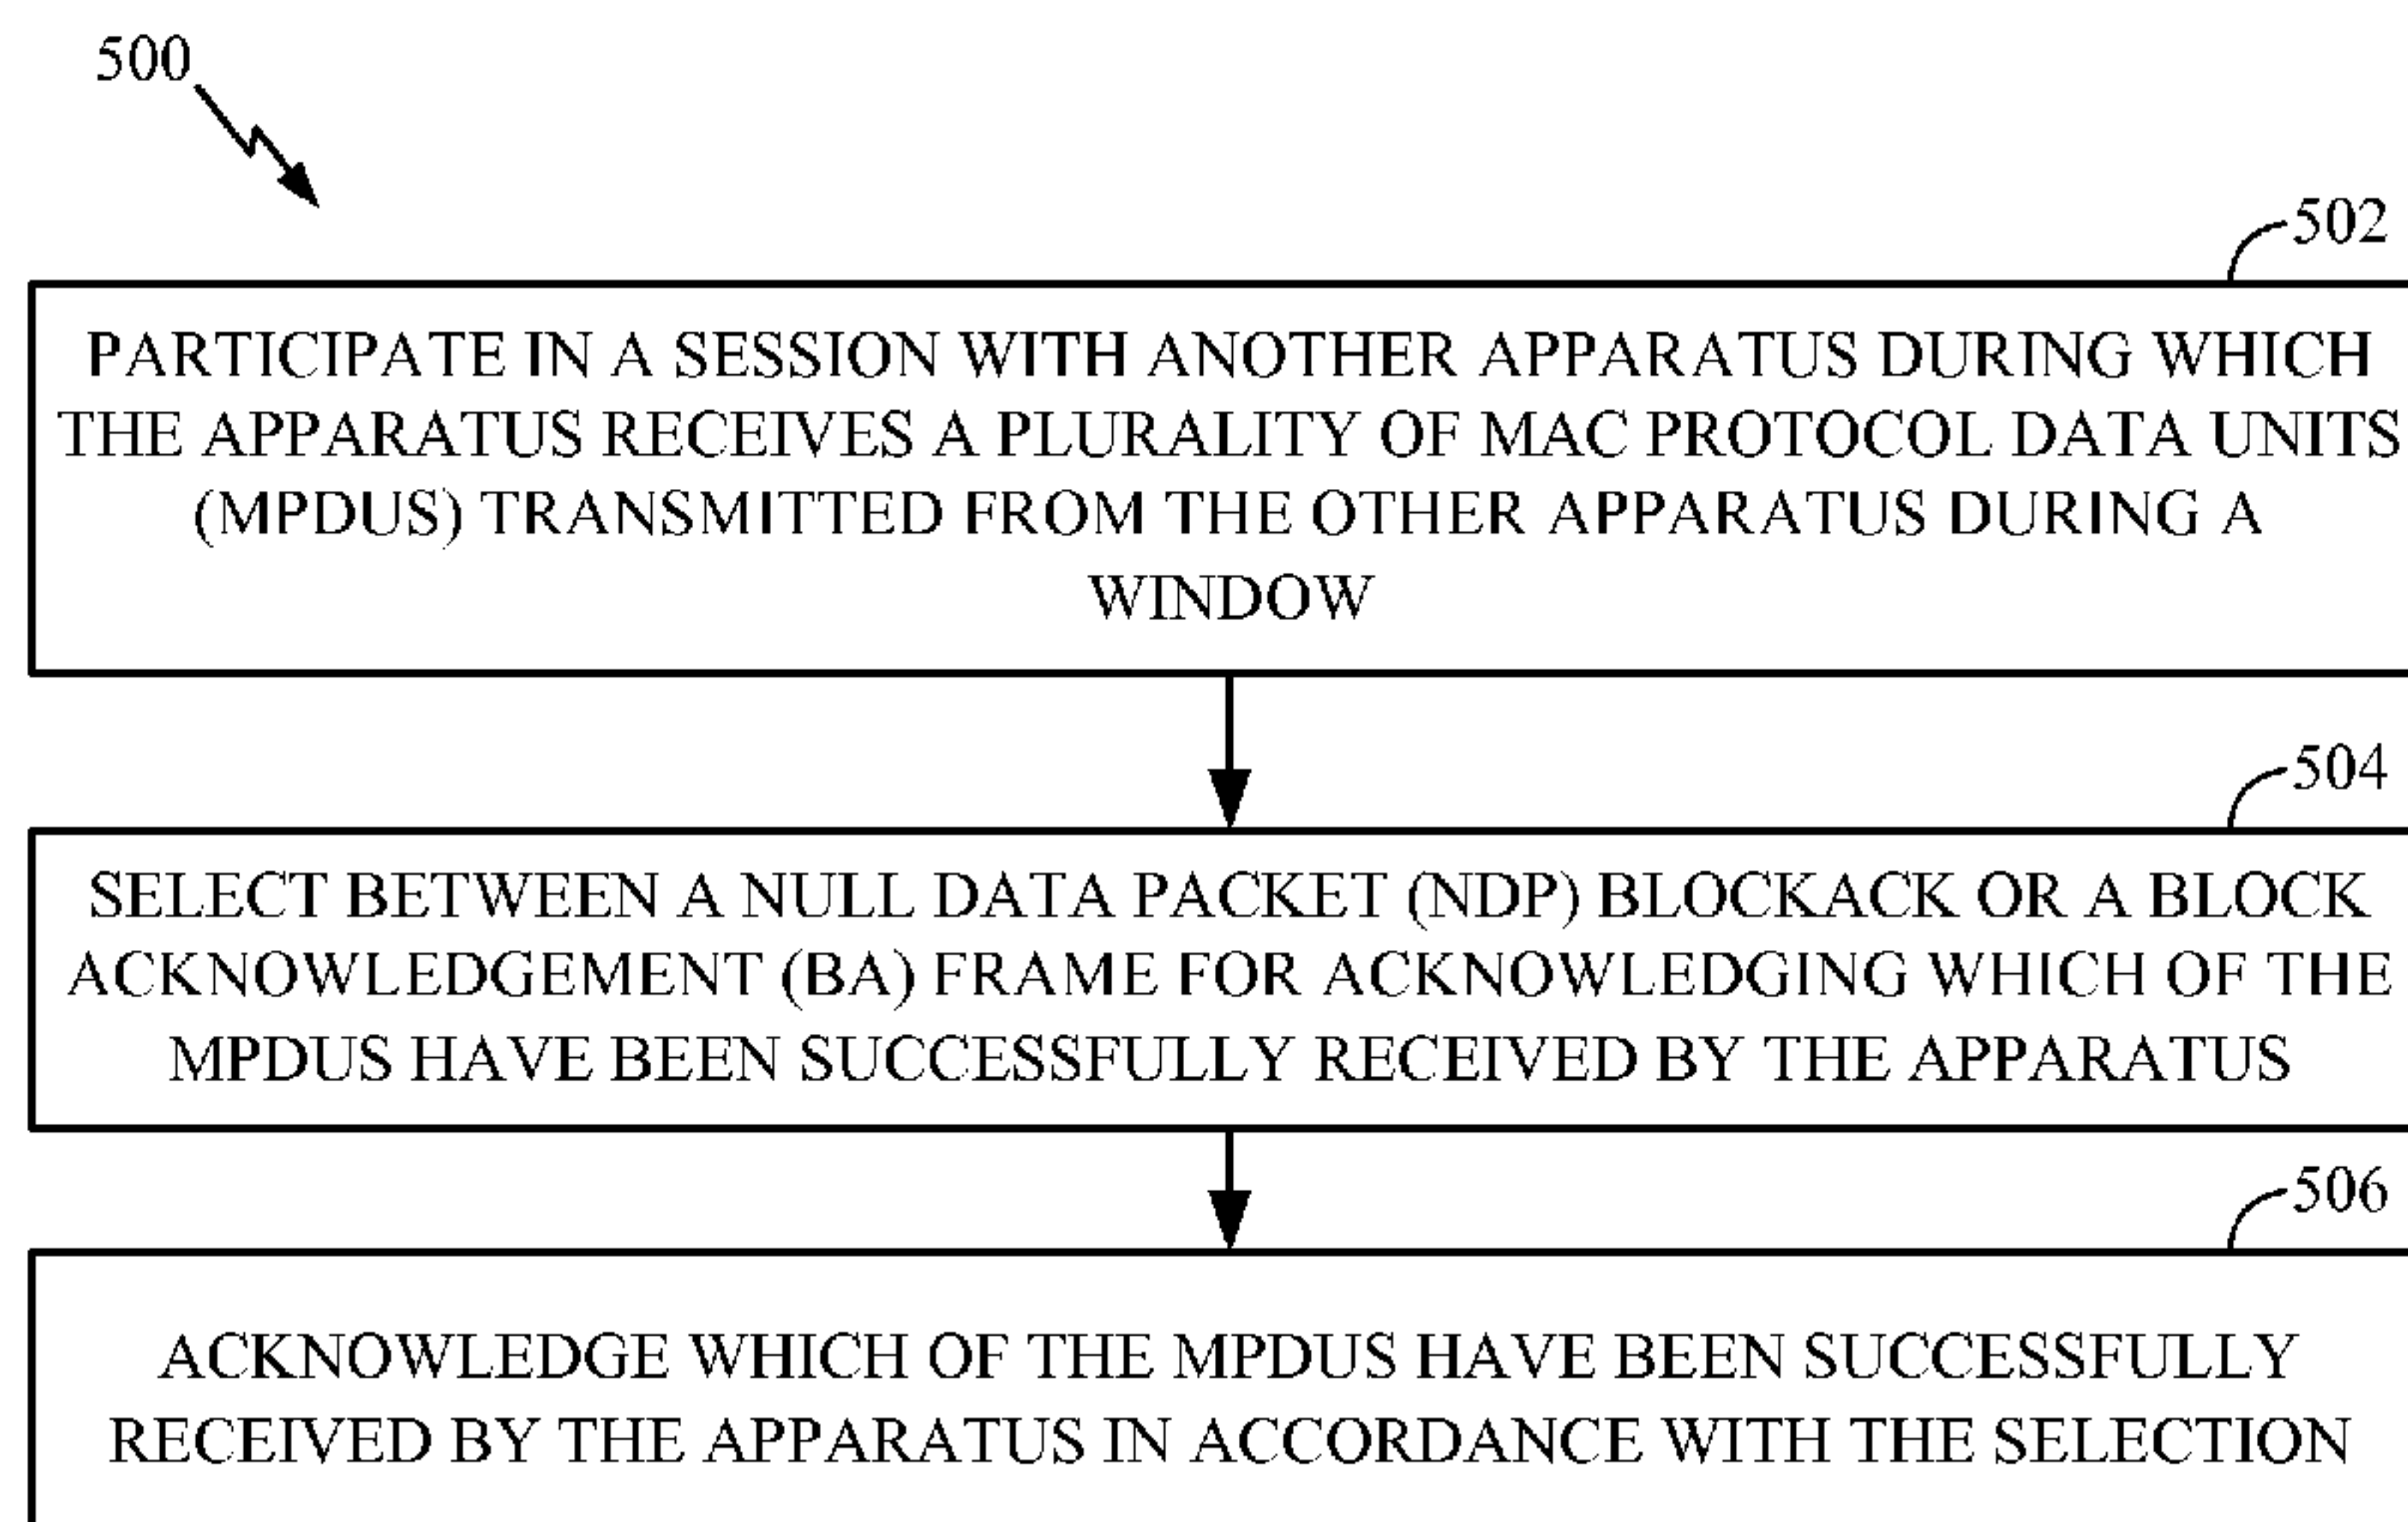 500
502
PARTICIPATE IN A SESSION WITH ANOTHER APPARATUS DURING WHICH
THE APPARATUS RECEIVES A PLURALITY OF MAC PROTOCOL DATA UNITS
(MPDUS) TRANSMITTED FROM THE OTHER APPARATUS DURING A
WINDOW
504
SELECT BETWEEN A NULL DATA PACKET (NDP) BLOCKACK OR A BLOCK
ACKNOWLEDGEMENT (BA) FRAME FOR ACKNOWLEDGING WHICH OF THE
MPDUS HAVE BEEN SUCCESSFULLY RECEIVED BY THE APPARATUS
506
ACKNOWLEDGE WHICH OF THE MPDUS HAVE BEEN SUCCESSFULLY
RECEIVED BY THE APPARATUS IN ACCORDANCE WITH THE SELECTION